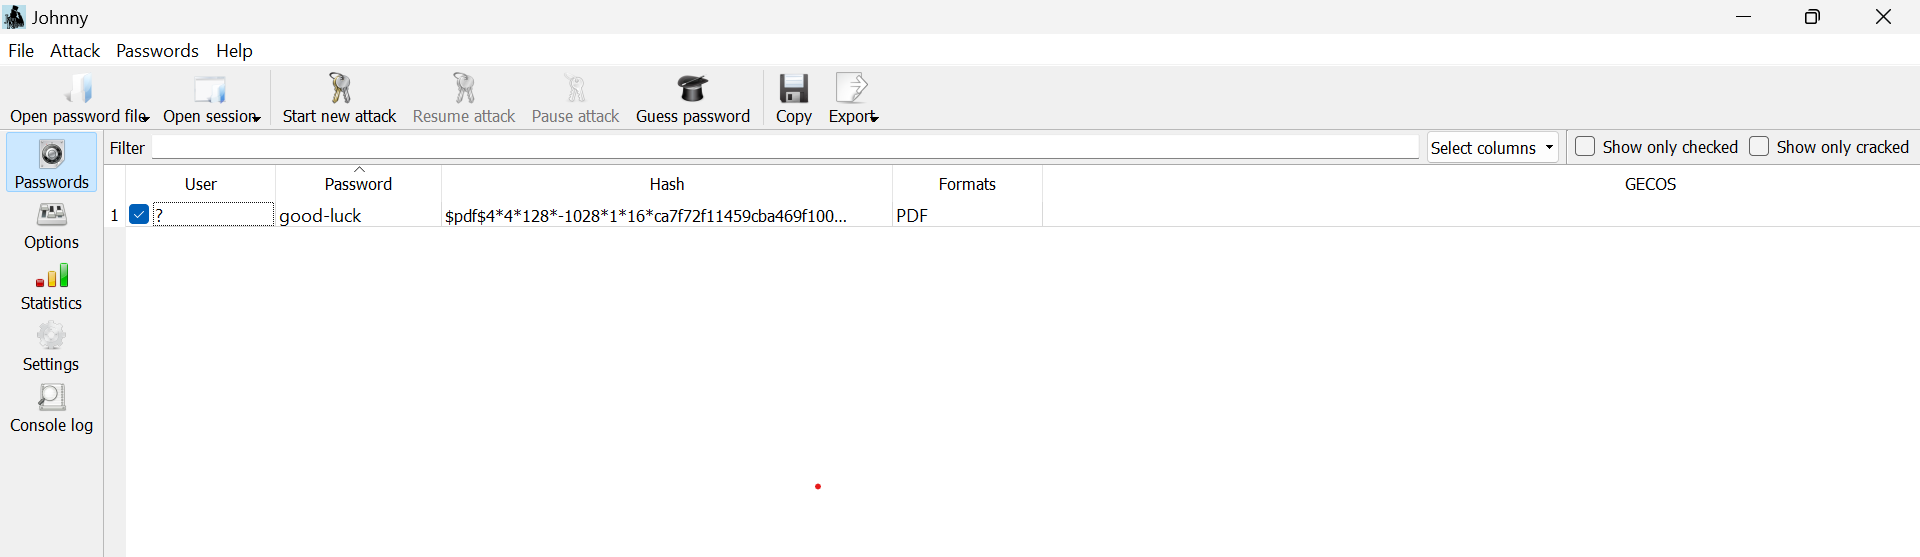 Johnny
File Attack Passwords Help
Open password file Open session Start new attack Resume attack Pause attack Guess password Copy Export
Passwords
Filter Select columns Show only checked Show only cracked
User Password Hash Formats GECOS
1 ? good-luck $pdf$4*4*128*-1028*1*16*ca7f72f11459cba469f100... PDF
Options
Statistics
Settings
Console log